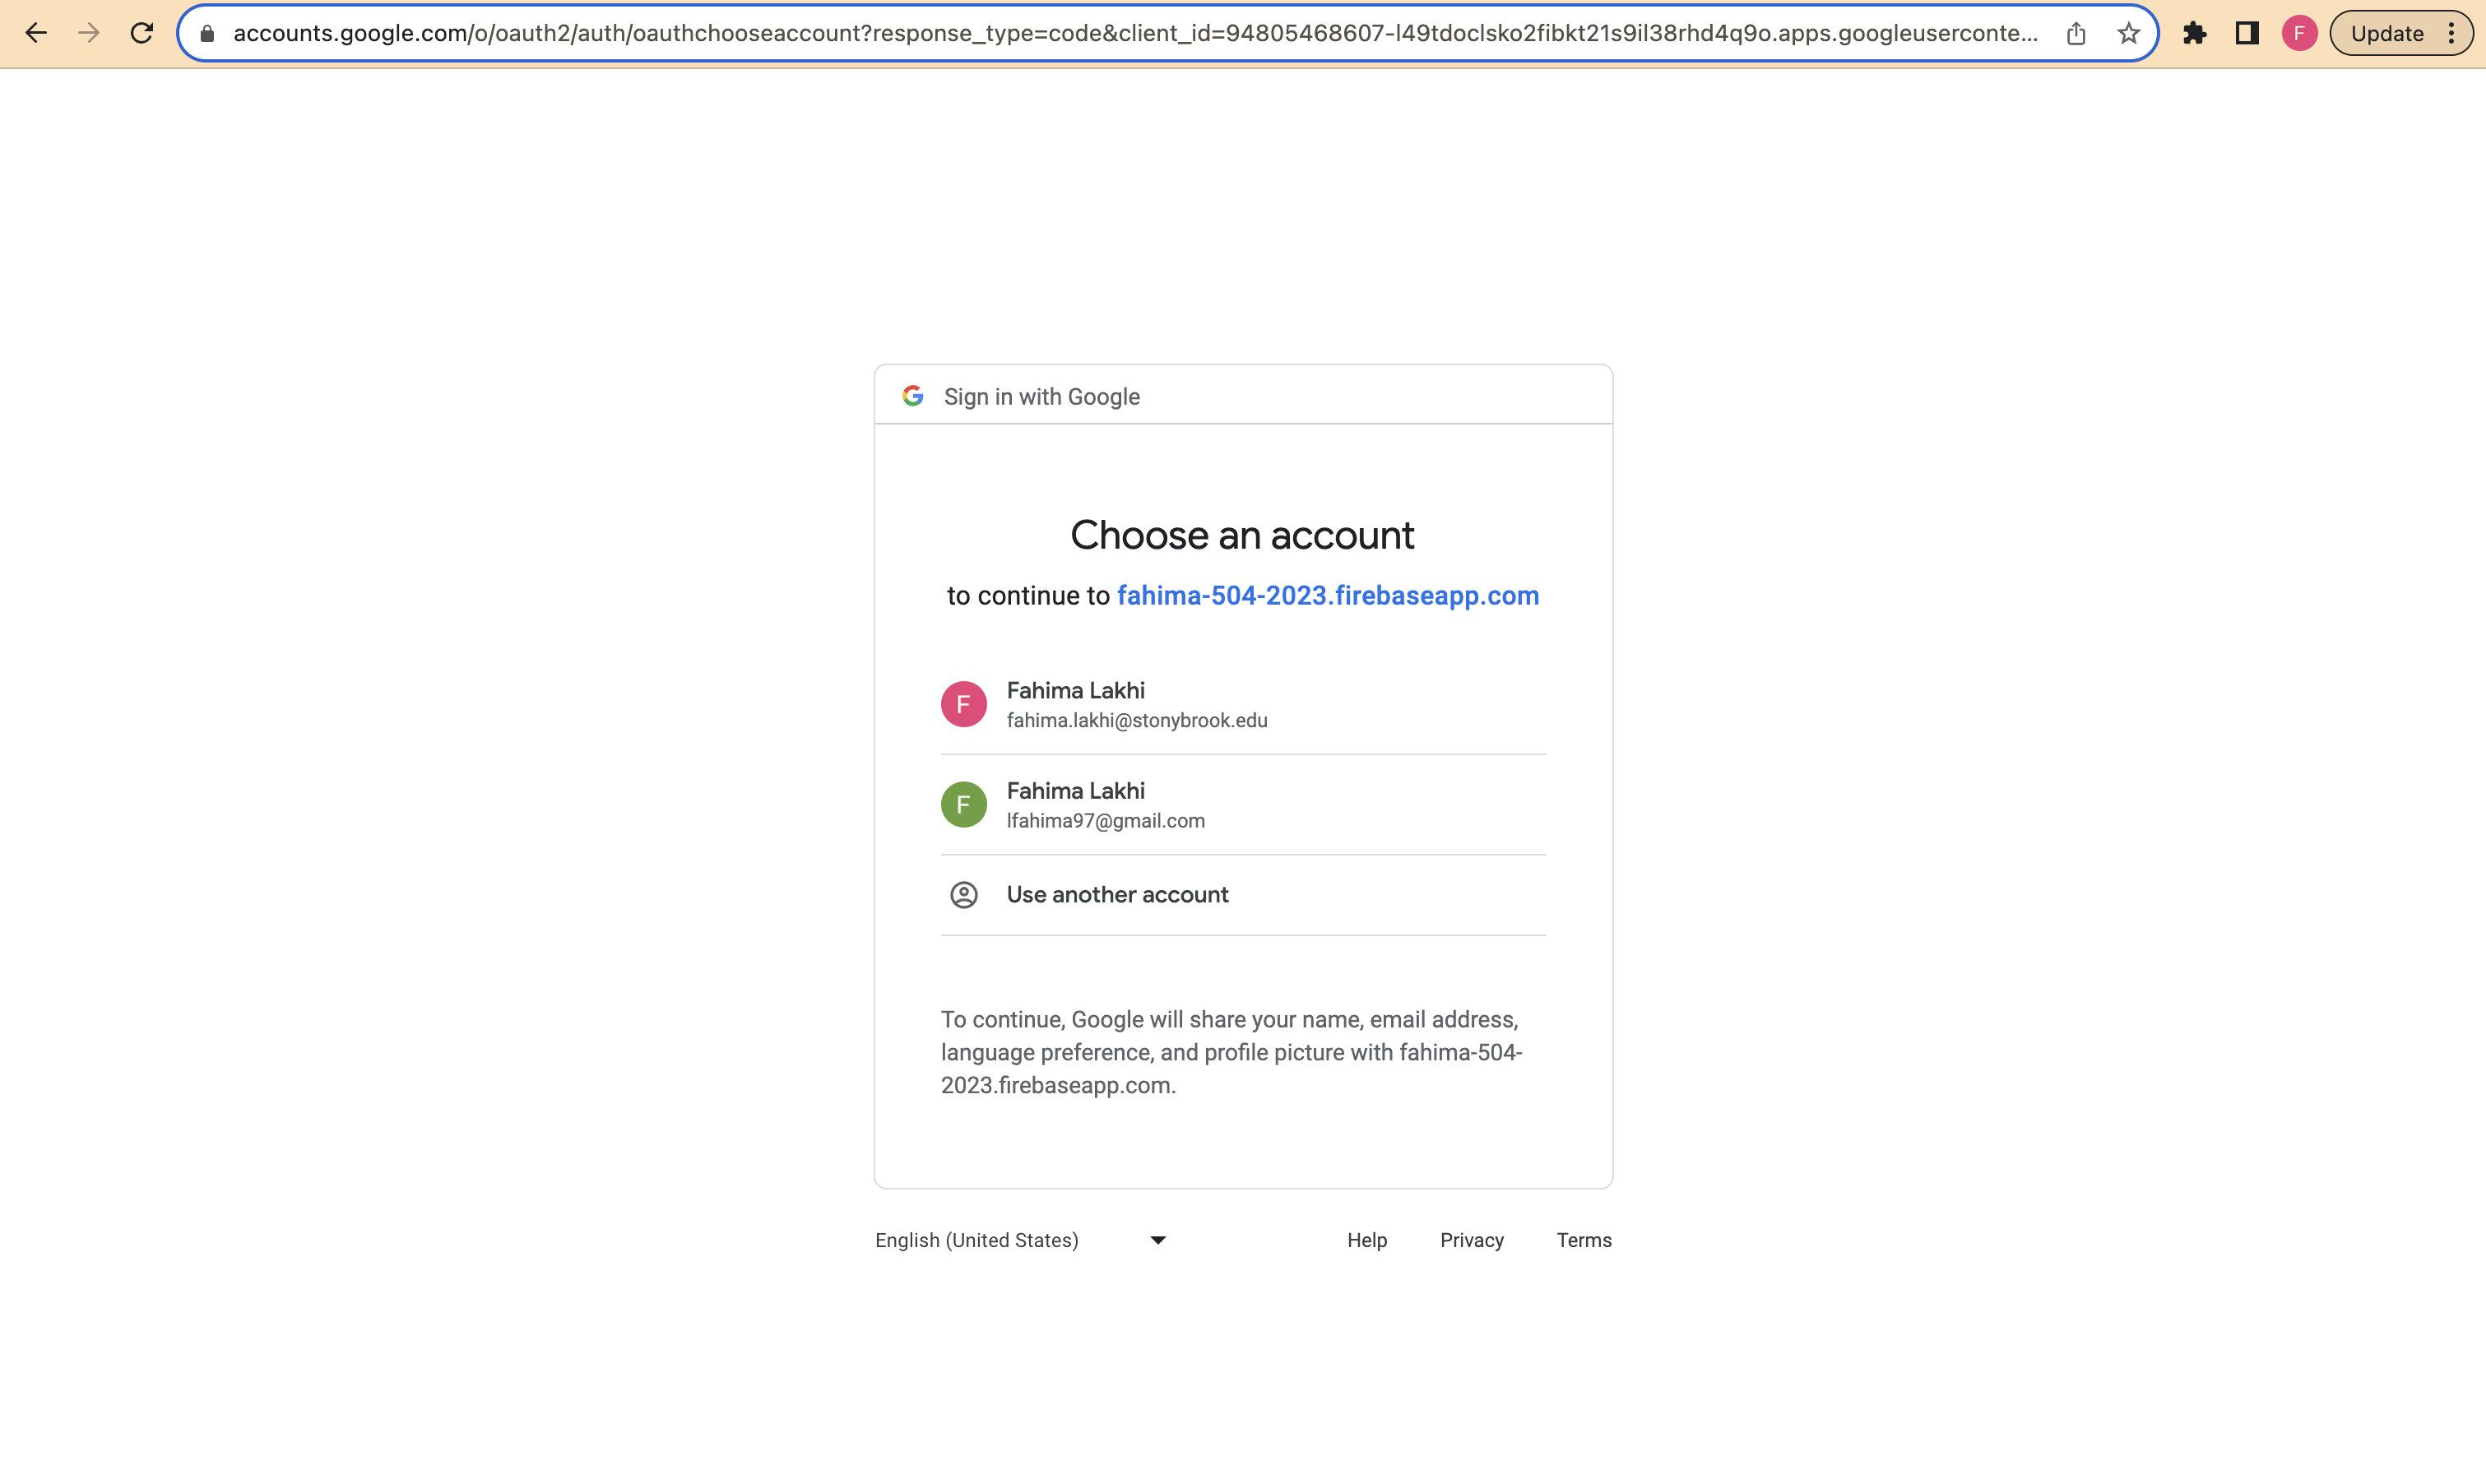 accounts.google.com/o/oauth2/auth/oauthchooseaccount?response_type=code&client_id=94805468607-l49tdoclsko2fibkt21s9il38rhd4q9o.apps.googleuserconte...
F
Update
Sign in with Google
Choose an account
to continue to fahima-504-2023.firebaseapp.com
F
Fahima Lakhi
fahima.lakhi@stonybrook.edu
F
Fahima Lakhi
lfahima97@gmail.com
Use another account
To continue, Google will share your name, email address,
language preference, and profile picture with fahima-504-
2023.firebaseapp.com.
English (United States)
Help
Privacy
Terms